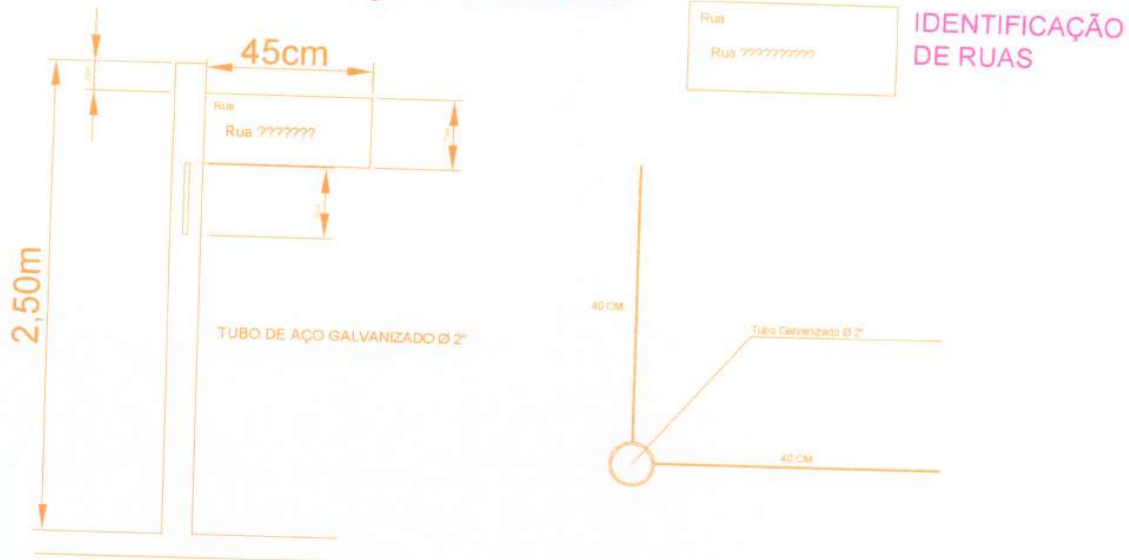 45cm
Rua
Rua ???????
2,50m
TUBO DE AÇO GALVANIZADO Ø 2"
Rua
Rua ??????????
IDENTIFICAÇÃO
DE RUAS
40 CM
Tubo Galvanizado Ø 2"
40 CM